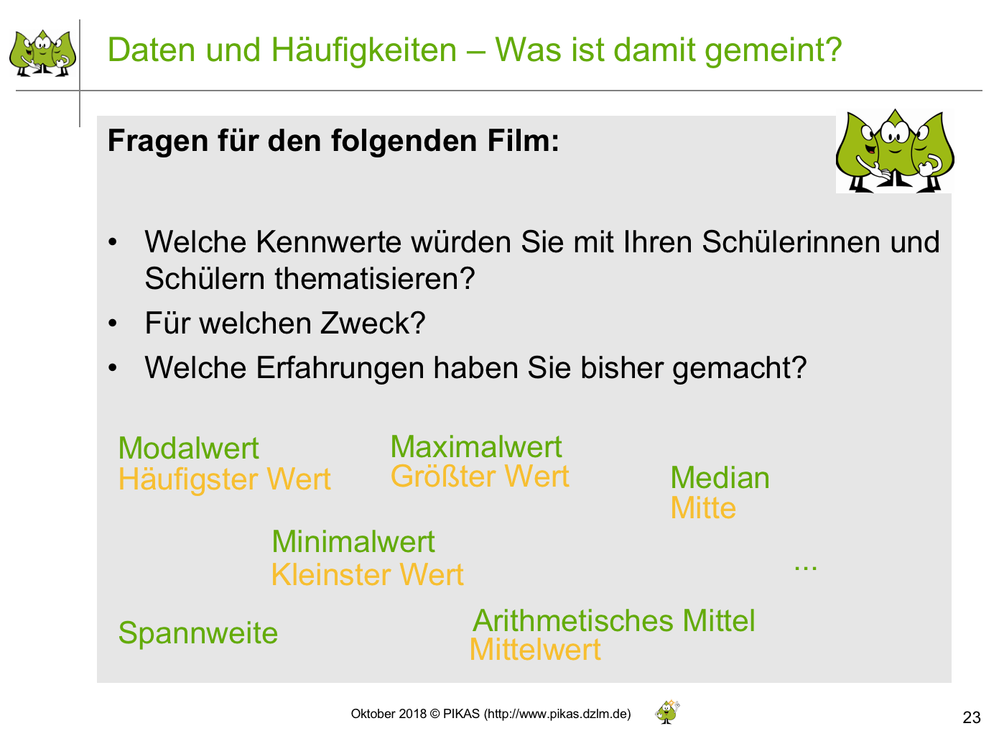 Daten und Häufigkeiten – Was ist damit gemeint?
Fragen für den folgenden Film:
• Welche Kennwerte würden Sie mit Ihren Schülerinnen und
Schülern thematisieren?
• Für welchen Zweck?
• Welche Erfahrungen haben Sie bisher gemacht?
Modalwert
Häufigster Wert
Maximalwert
Größter Wert
Median
Mitte
Minimalwert
Kleinster Wert
...
Spannweite
Arithmetisches Mittel
Mittelwert
Oktober 2018 © PIKAS (http://www.pikas.dzlm.de)
23